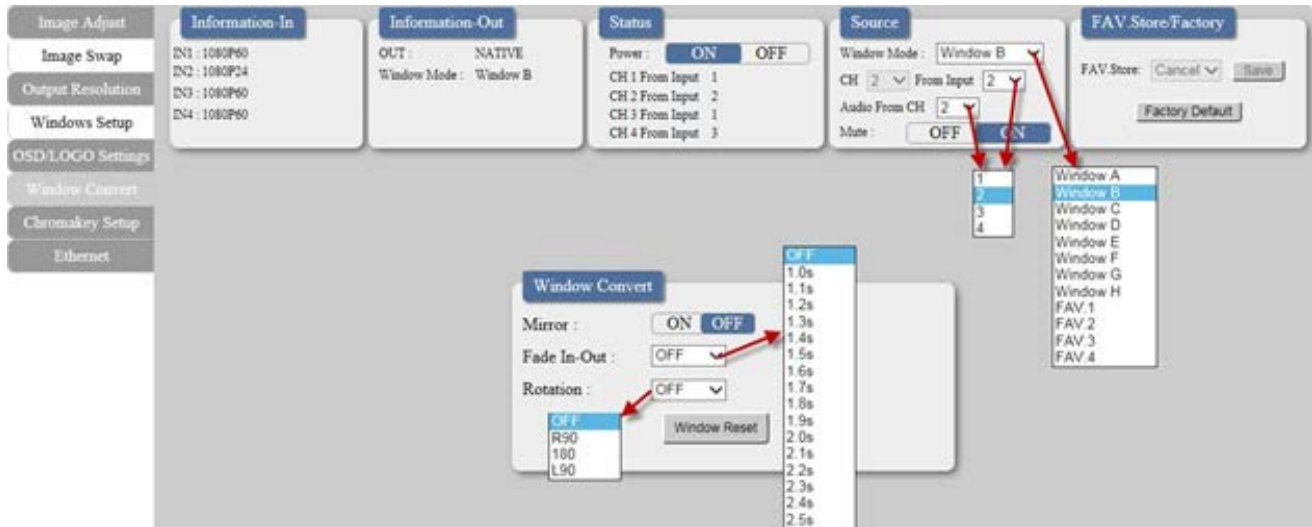 Image Adjust
Image Swap
Output Resolution
Windows Setup
OSD/LOGO Settings
Window Convert
Chromakey Setup
Ethernet
Information-In
IN1 : 1080P60
IN2 : 1080P24
IN3 : 1080P60
IN4 : 1080P60
Information-Out
OUT : NATIVE
Window Mode : Window B
Status
Power : ON OFF
CH 1 From Input 1
CH 2 From Input 2
CH 3 From Input 1
CH 4 From Input 3
Source
Window Mode : Window B
CH 2 From Input 2
Audio From CH 2
Mute : OFF ON
FAV.Store/Factory
FAV.Store: Cancel Save
Factory Default
1
2
3
4
Window A
Window B
Window C
Window D
Window E
Window F
Window G
Window H
FAV.1
FAV.2
FAV.3
FAV.4
Window Convert
Mirror : ON OFF
Fade In-Out : OFF
Rotation : OFF
OFF
R90
180
L90
Window Reset
OFF
1.0s
1.1s
1.2s
1.3s
1.4s
1.5s
1.6s
1.7s
1.8s
1.9s
2.0s
2.1s
2.2s
2.3s
2.4s
2.5s